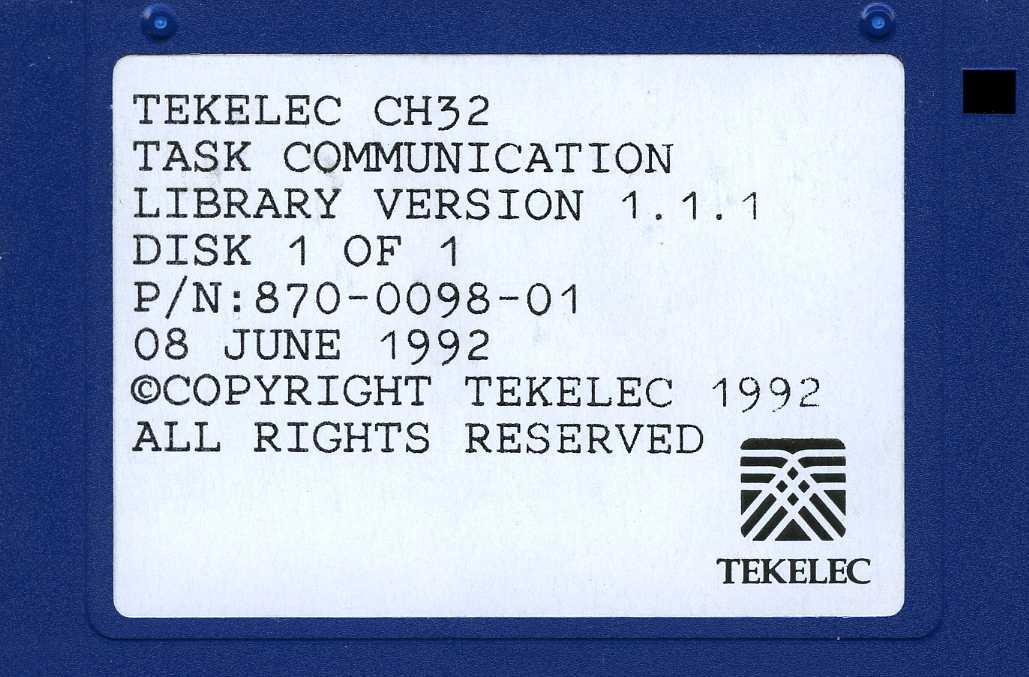 TEKELEC CH32
TASK COMMUNICATION
LIBRARY VERSION 1.1.1
DISK 1 OF 1
P/N:870-0098-01
08 JUNE 1992
©COPYRIGHT TEKELEC 1992
ALL RIGHTS RESERVED
TEKELEC